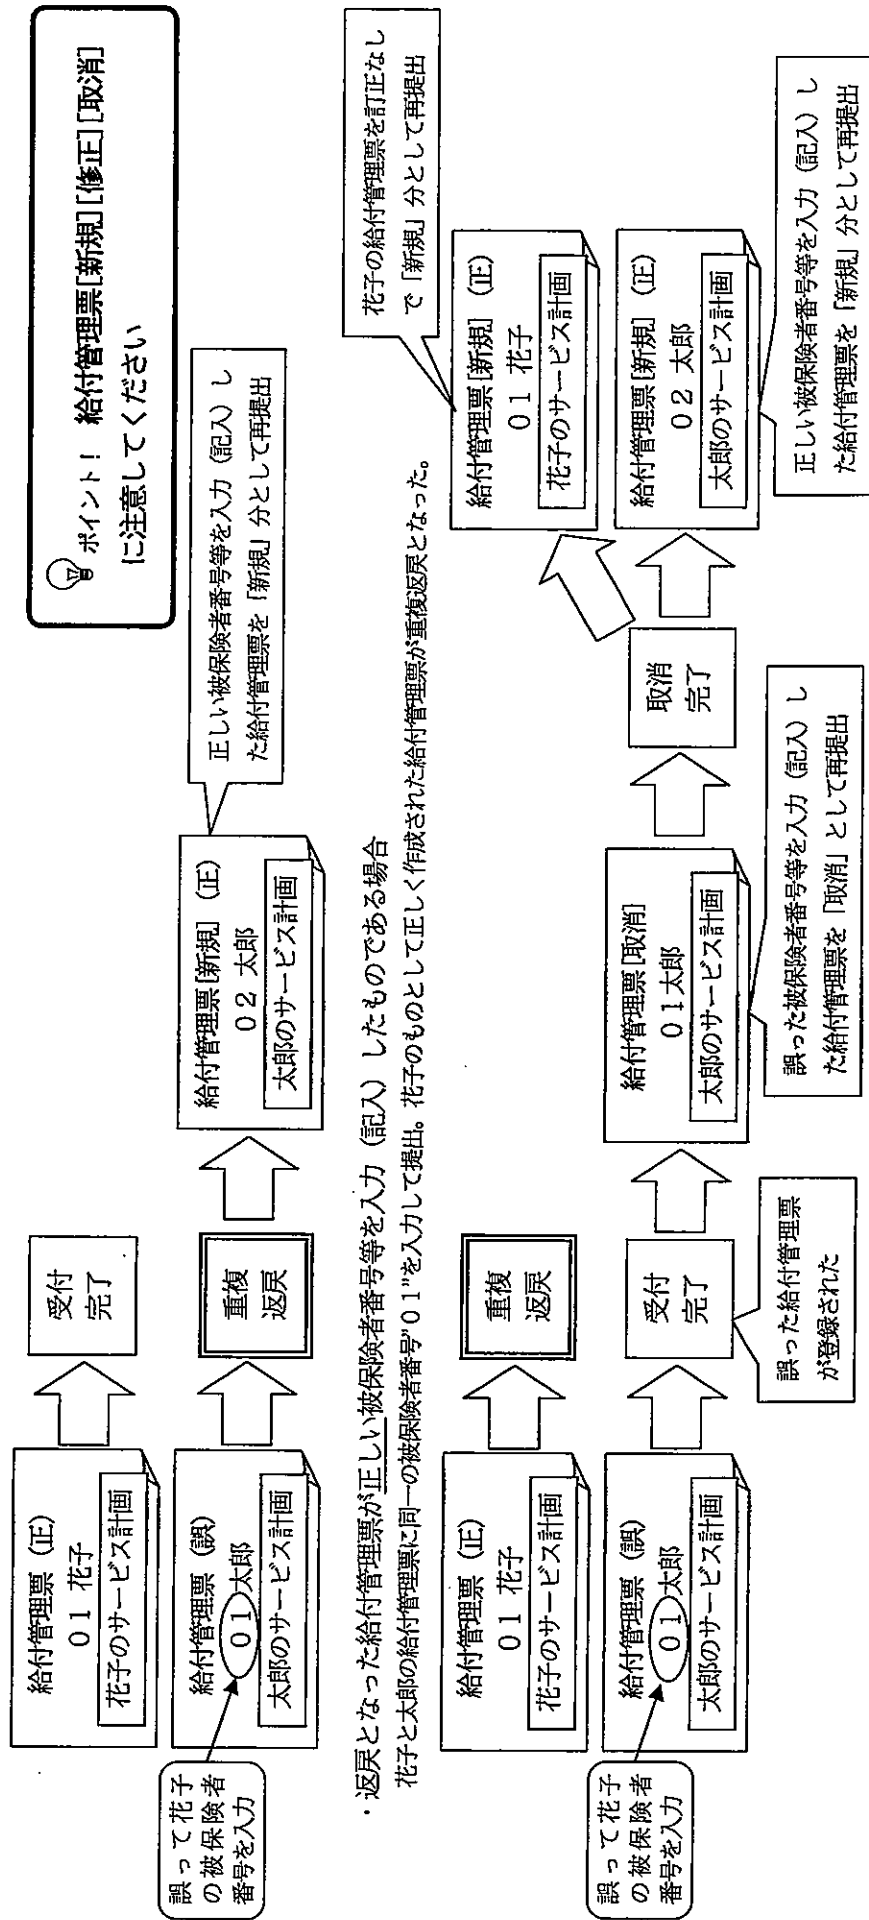 ポイント！ 給付管理票[新規][修正][取消]
に注意してください
給付管理票（正）
０１ 花子
花子のサービス計画
受付
完了
誤って花子
の被保険者
番号を入力
給付管理票（誤）
０１ 太郎
太郎のサービス計画
重複
返戻
給付管理票[新規]（正）
０２ 太郎
太郎のサービス計画
正しい被保険者番号等を入力（記入）し
た給付管理票を「新規」分として再提出
・返戻となった給付管理票が正しい被保険者番号等を入力（記入）したものである場合
花子と太郎の給付管理票に同一の被保険者番号"０１"を入力して提出。花子のものとして正しく作成された給付管理票が重複返戻となった。
給付管理票（正）
０１ 花子
花子のサービス計画
重複
返戻
誤って花子
の被保険者
番号を入力
給付管理票（誤）
０１ 太郎
太郎のサービス計画
受付
完了
誤った給付管理票
が登録された
給付管理票[取消]
０１太郎
太郎のサービス計画
誤った被保険者番号等を入力（記入）し
た給付管理票を「取消」として再提出
取消
完了
花子の給付管理票を訂正なし
で「新規」分として再提出
給付管理票[新規]（正）
０１ 花子
花子のサービス計画
給付管理票[新規]（正）
０２ 太郎
太郎のサービス計画
正しい被保険者番号等を入力（記入）し
た給付管理票を「新規」分として再提出